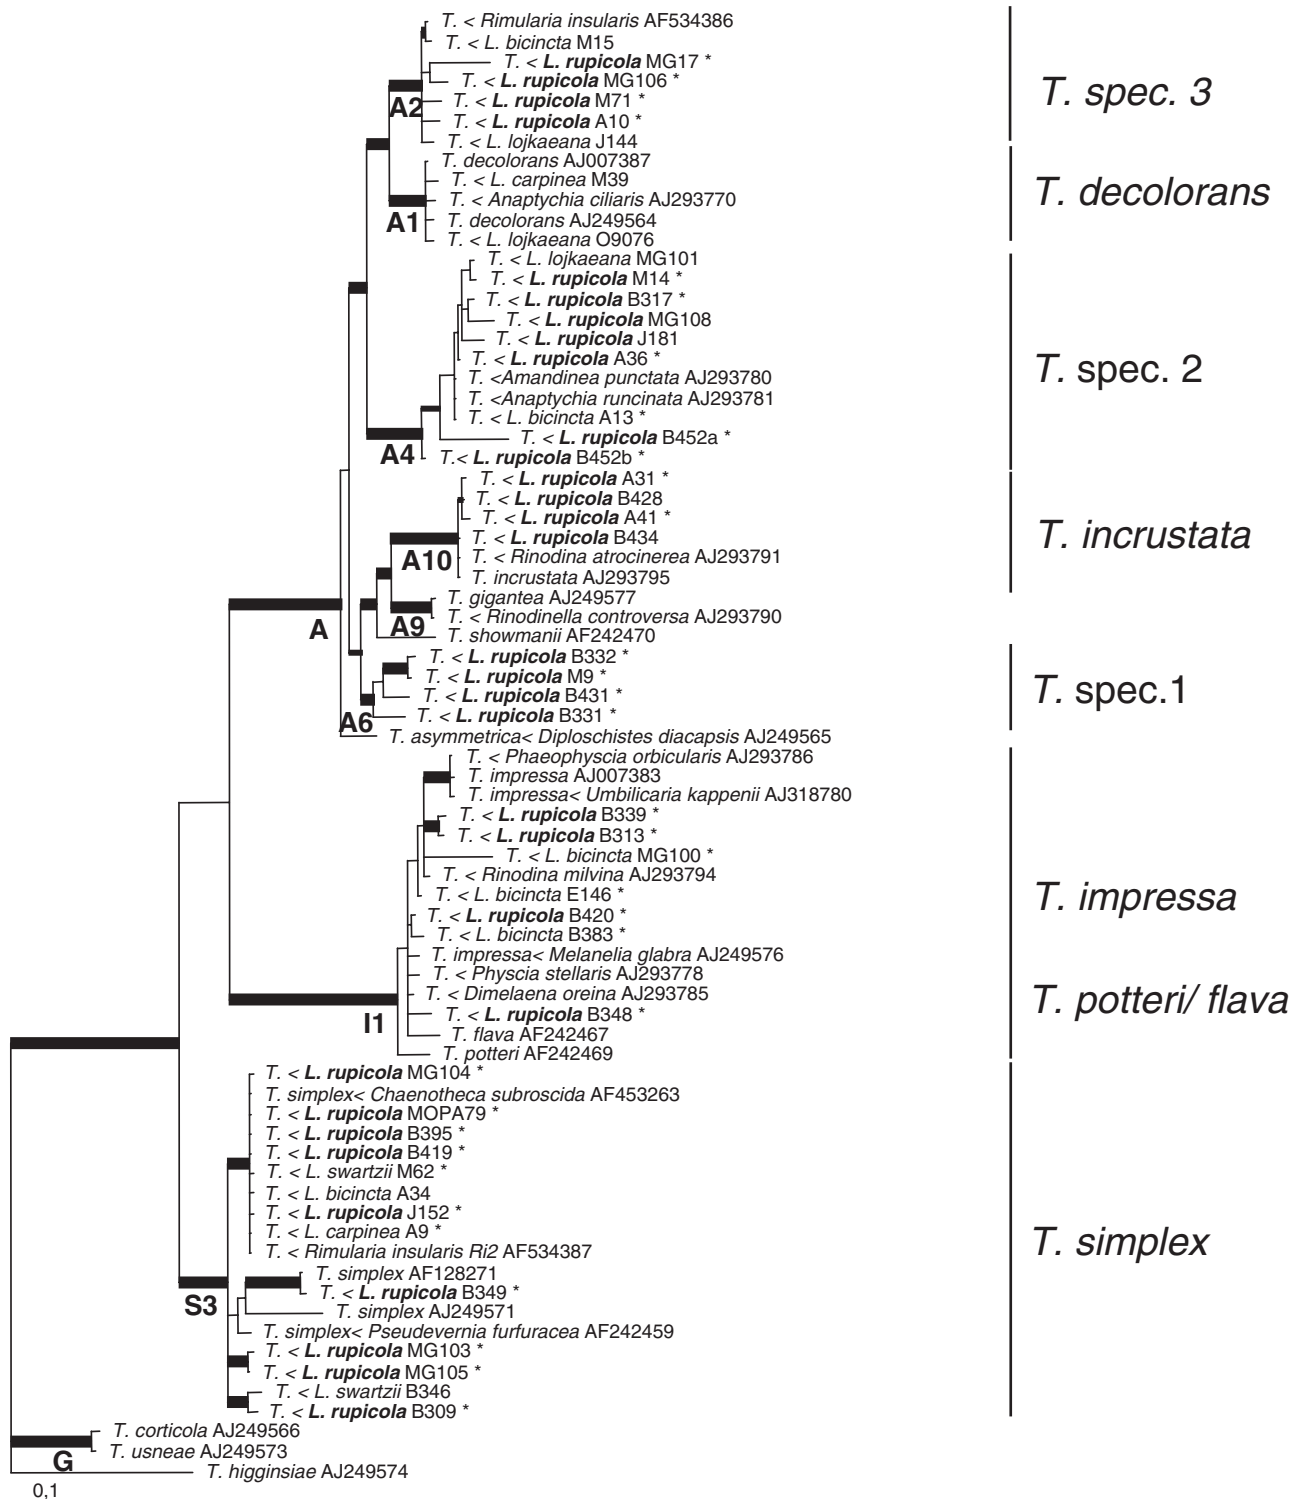 T. < Rimularia insularis AF534386
T. < L. bicincta M15
T. < L. rupicola MG17 *
T. < L. rupicola MG106 *
T. < L. rupicola M71 *
A2
T. spec. 3
T. < L. rupicola A10 *
T. < L. lojkaeana J144
T. decolorans AJ007387
T. < L. carpinea M39
T. < Anaptychia ciliaris AJ293770
T. decolorans
A1
T. decolorans AJ249564
T. < L. lojkaeana O9076
T. < L. lojkaeana MG101
T. < L. rupicola M14 *
T. < L. rupicola B317 *
T. < L. rupicola MG108
T. < L. rupicola J181
T. < L. rupicola A36 *
T. spec. 2
T. <Amandinea punctata AJ293780
T. <Anaptychia runcinata AJ293781
T. < L. bicincta A13 *
T. < L. rupicola B452a *
A4
T.< L. rupicola B452b *
T. < L. rupicola A31 *
T. < L. rupicola B428
T. < L. rupicola A41 *
T. < L. rupicola B434
T. incrustata
A10
T. < Rinodina atrocinerea AJ293791
T. incrustata AJ293795
T. gigantea AJ249577
T. < Rinodinella controversa AJ293790
A
A9
T. showmanii AF242470
T. < L. rupicola B332 *
T. < L. rupicola M9 *
T. spec.1
T. < L. rupicola B431 *
T. < L. rupicola B331 *
A6
T. asymmetrica< Diploschistes diacapsis AJ249565
T. < Phaeophyscia orbicularis AJ293786
T. impressa AJ007383
T. impressa< Umbilicaria kappenii AJ318780
T. < L. rupicola B339 *
T. < L. rupicola B313 *
T. < L. bicincta MG100 *
T. < Rinodina milvina AJ293794
T. < L. bicincta E146 *
T. impressa
T. < L. rupicola B420 *
T. < L. bicincta B383 *
T. impressa< Melanelia glabra AJ249576
T. < Physcia stellaris AJ293778
T. < Dimelaena oreina AJ293785
T. potteri/ flava
T. < L. rupicola B348 *
I1
T. flava AF242467
T. potteri AF242469
T. < L. rupicola MG104 *
T. simplex< Chaenotheca subroscida AF453263
T. < L. rupicola MOPA79 *
T. < L. rupicola B395 *
T. < L. rupicola B419 *
T. < L. swartzii M62 *
T. < L. bicincta A34
T. < L. rupicola J152 *
T. < L. carpinea A9 *
T. simplex
T. < Rimularia insularis Ri2 AF534387
T. simplex AF128271
T. < L. rupicola B349 *
S3
T. simplex AJ249571
T. simplex< Pseudevernia furfuracea AF242459
T. < L. rupicola MG103 *
T. < L. rupicola MG105 *
T. < L. swartzii B346
T. < L. rupicola B309 *
T. corticola AJ249566
T. usneae AJ249573
G
T. higginsiae AJ249574
0,1